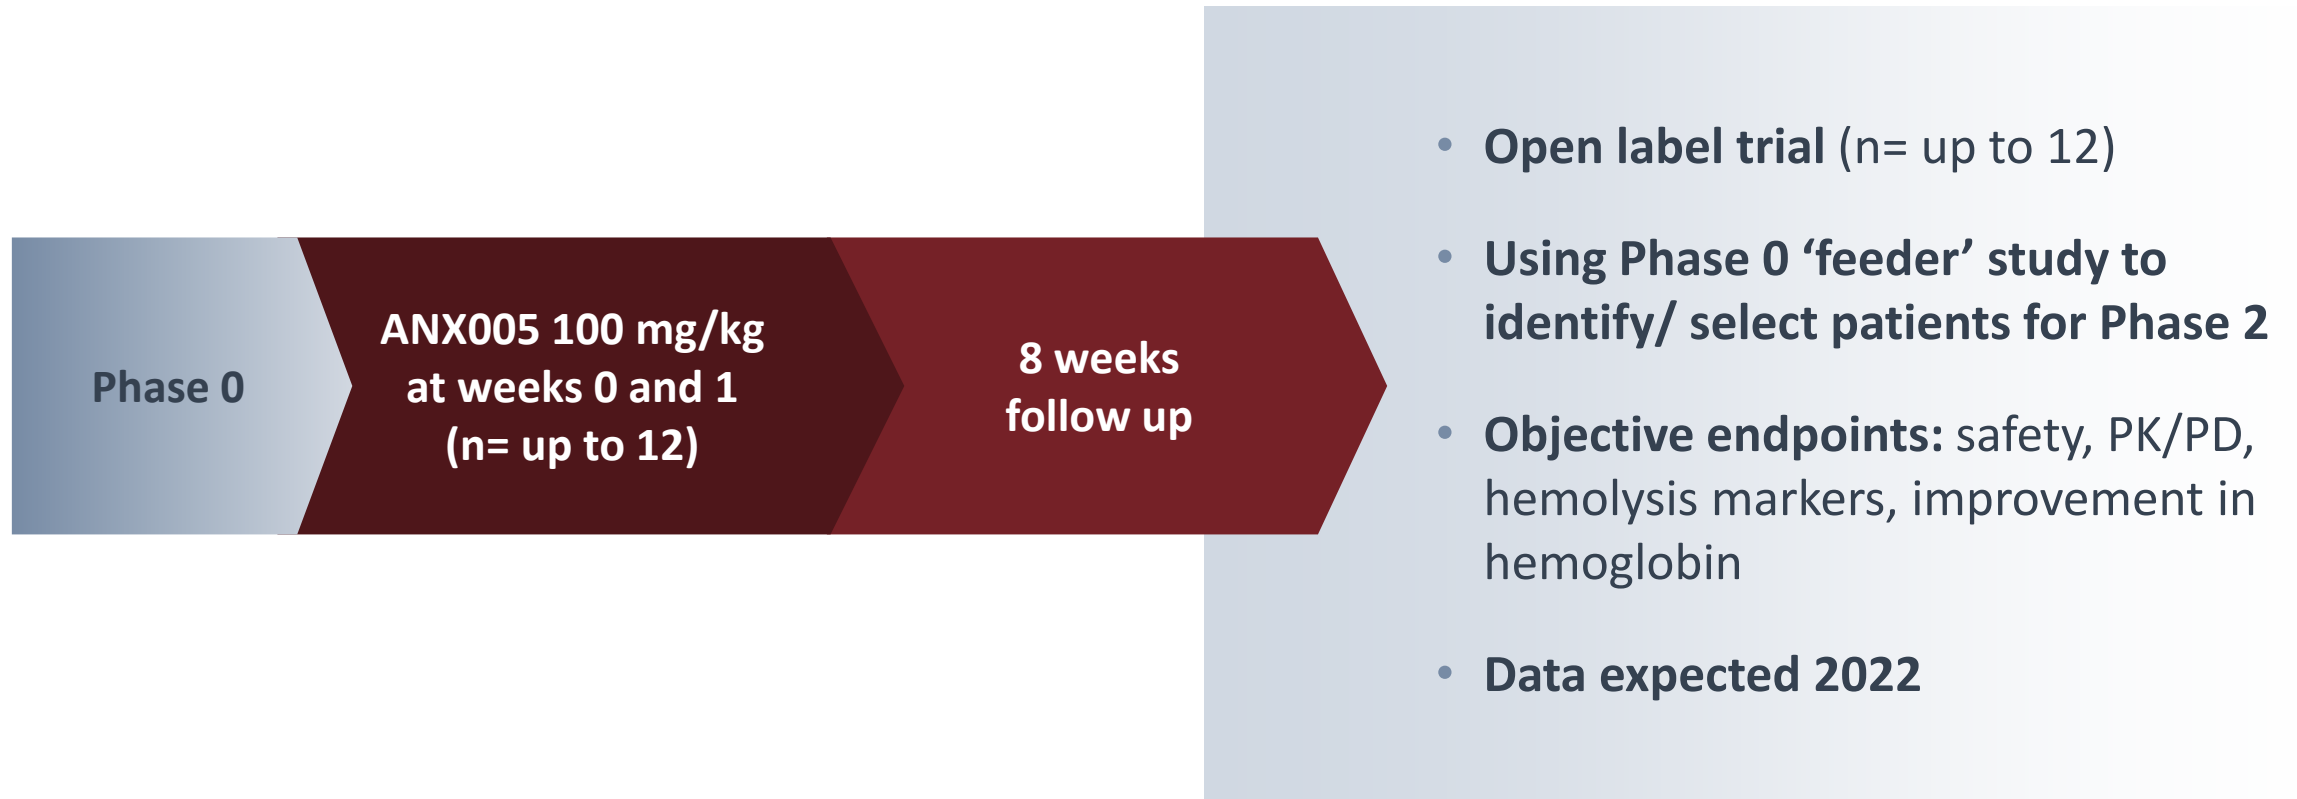 Phase 0
ANX005 100 mg/kg
at weeks 0 and 1
(n= up to 12)
8 weeks
follow up
• Open label trial (n= up to 12)
• Using Phase 0 ‘feeder’ study to
identify/ select patients for Phase 2
• Objective endpoints: safety, PK/PD,
hemolysis markers, improvement in
hemoglobin
• Data expected 2022